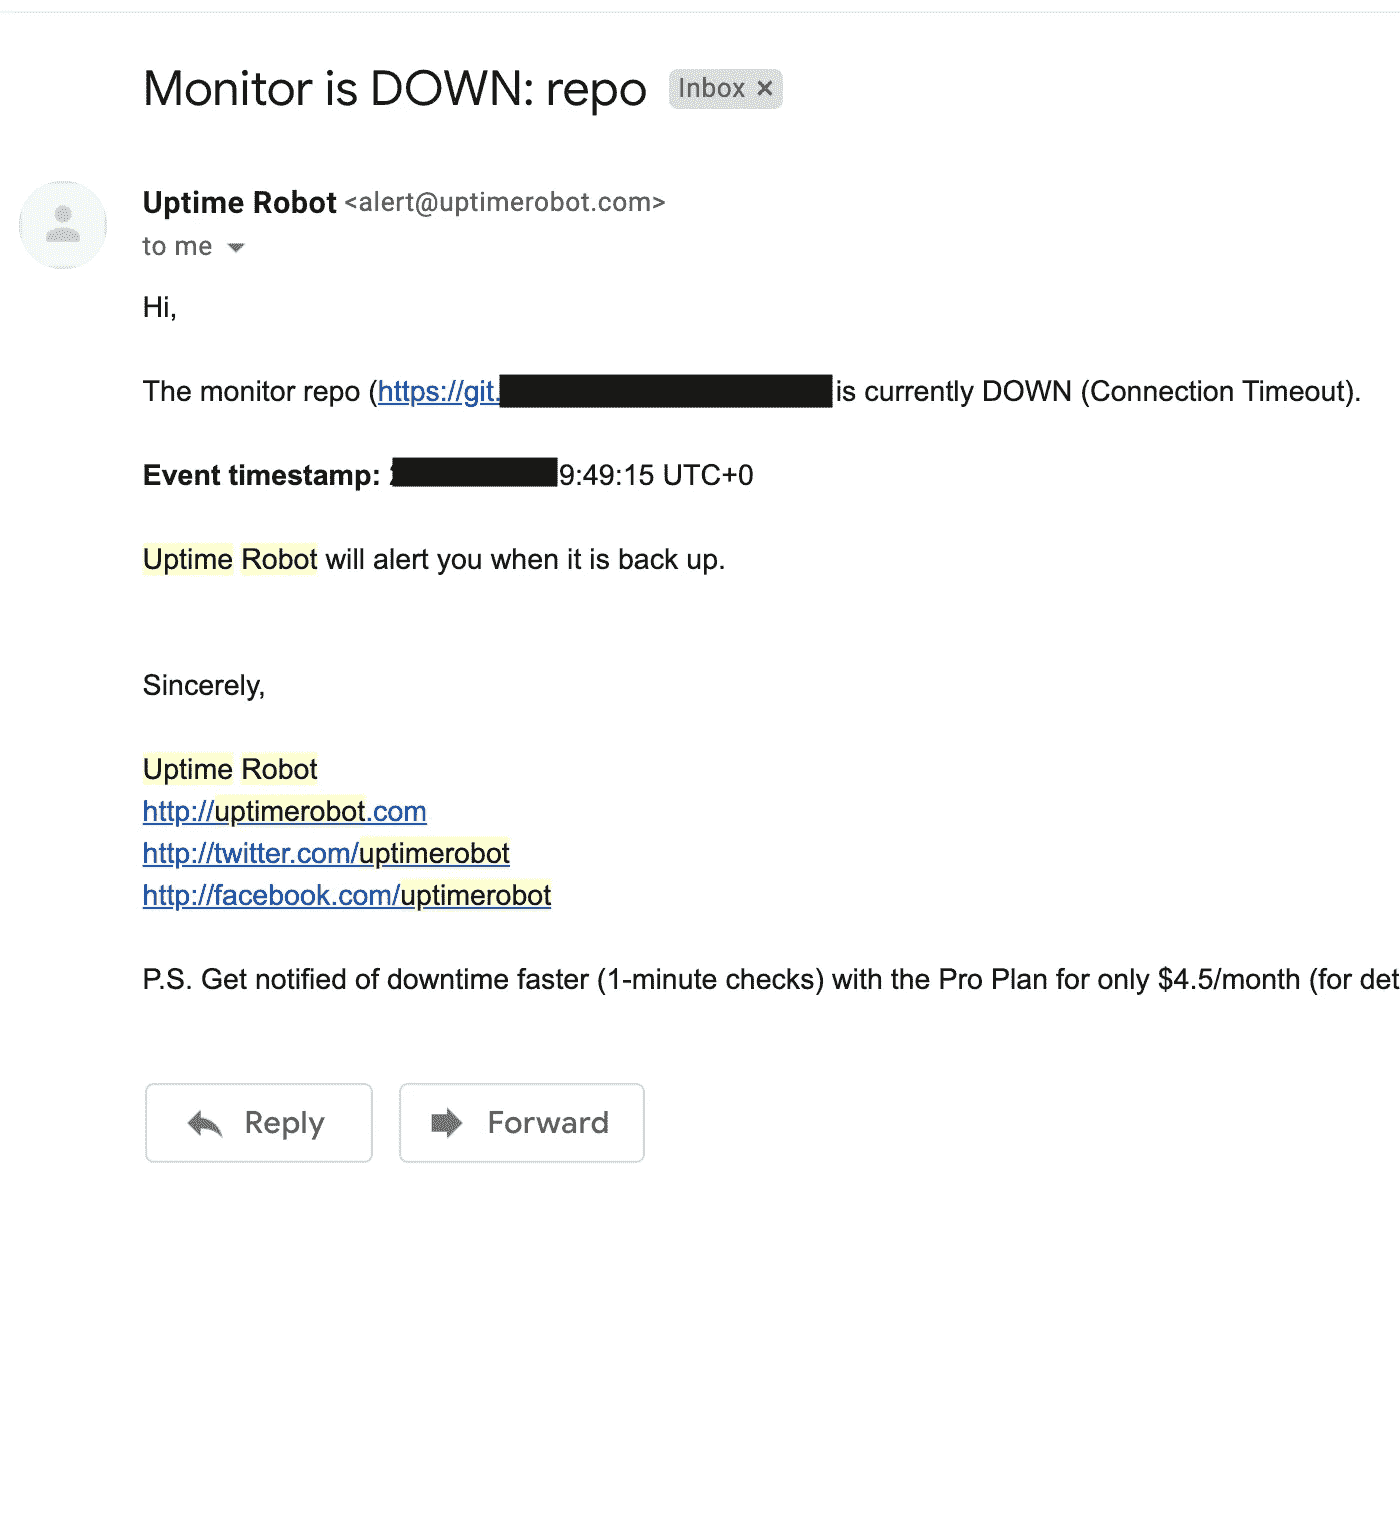 Monitor is DOWN: repo Inbox ×
Uptime Robot <alert@uptimerobot.com>
to me
Hi,
The monitor repo (https://git. is currently DOWN (Connection Timeout).
Event timestamp: 9:49:15 UTC+0
Uptime Robot will alert you when it is back up.
Sincerely,
Uptime Robot
http://uptimerobot.com
http://twitter.com/uptimerobot
http://facebook.com/uptimerobot
P.S. Get notified of downtime faster (1-minute checks) with the Pro Plan for only $4.5/month (for det
Reply Forward